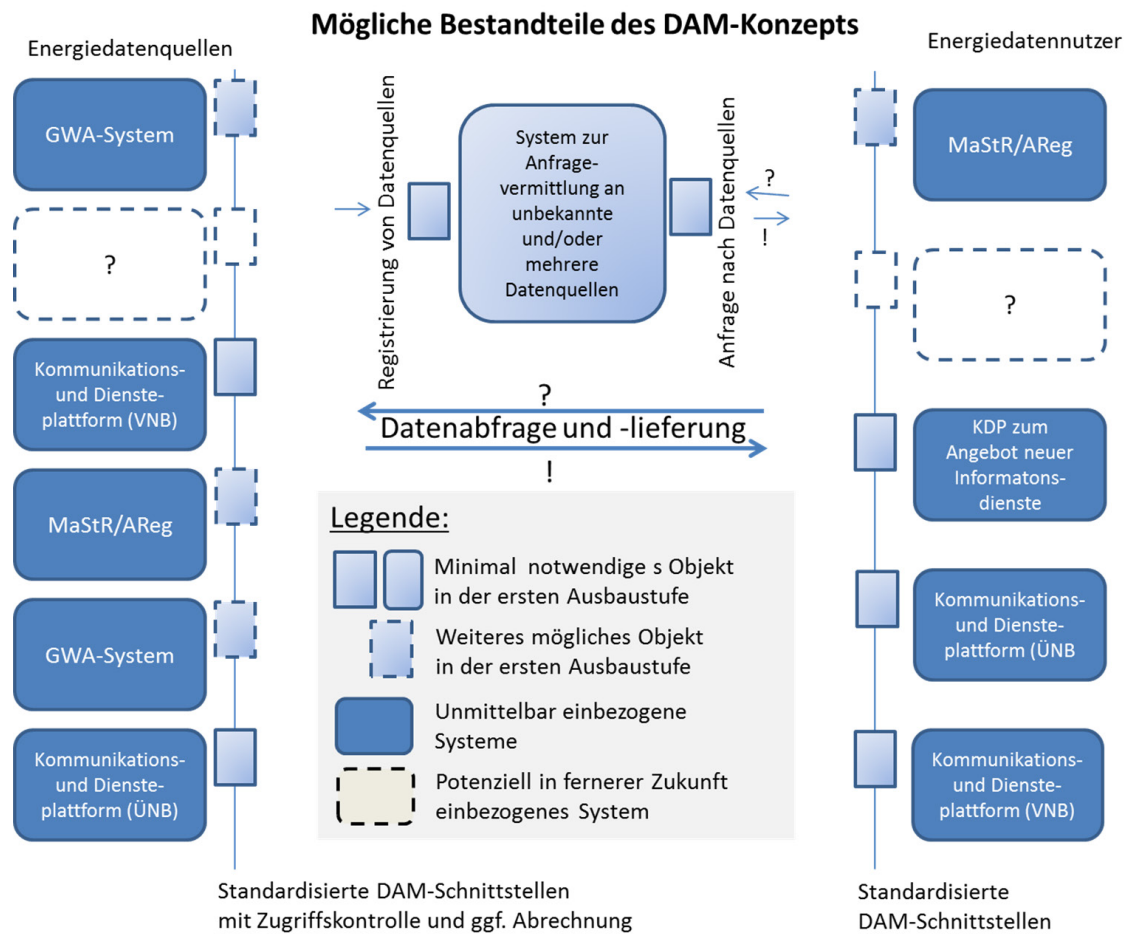 Mögliche Bestandteile des DAM-Konzepts
Energiedatenquellen
GWA-System
?
Kommunikations-
und Dienste-
plattform (VNB)
MaStR/AReg
GWA-System
Kommunikations-
und Dienste-
plattform (ÜNB)
Standardisierte DAM-Schnittstellen
mit Zugriffskontrolle und ggf. Abrechnung
Registrierung von Datenquellen
System zur
Anfrage-
vermittlung an
unbekannte
und/oder
mehrere
Datenquellen
Anfrage nach Datenquellen
?
!
?
Datenabfrage und -lieferung
!
Legende:
Minimal notwendige s Objekt
in der ersten Ausbaustufe
Weiteres mögliches Objekt
in der ersten Ausbaustufe
Unmittelbar einbezogene
Systeme
Potenziell in fernerer Zukunft
einbezogenes System
Energiedatennutzer
MaStR/AReg
?
KDP zum
Angebot neuer
Informatons-
dienste
Kommunikations-
und Dienste-
plattform (ÜNB
Kommunikations-
und Dienste-
plattform (VNB)
Standardisierte
DAM-Schnittstellen